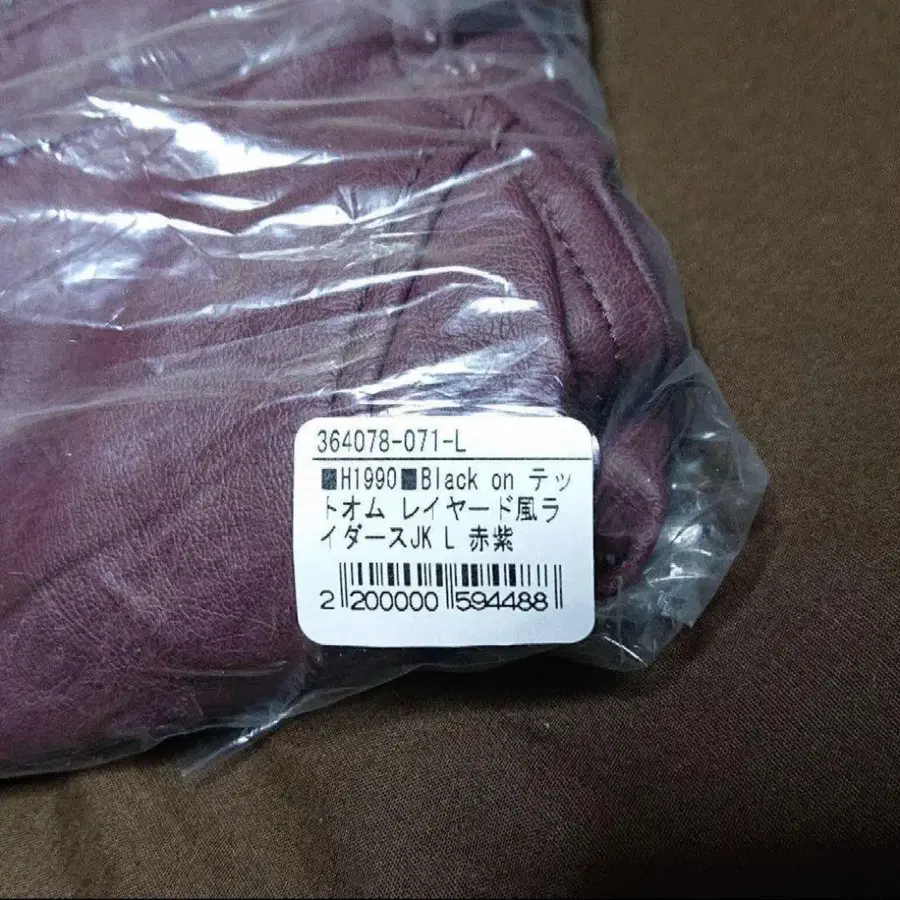 364078-071-L
■H1990■Black on テッ
トオム レイヤード風ラ
イダースJK L 赤紫
2 200000 594488